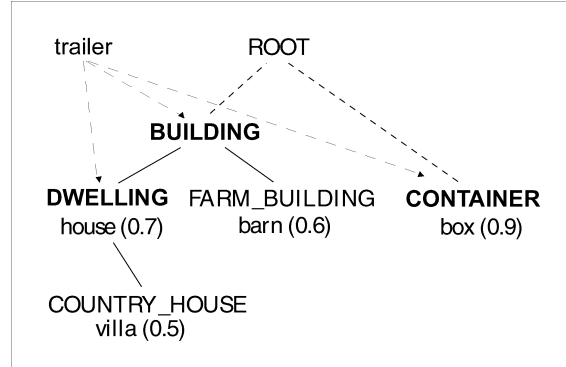 trailer ROOT
BUILDING
DWELLING FARM_BUILDING CONTAINER
house (0.7) barn (0.6) box (0.9)
COUNTRY_HOUSE
villa (0.5)